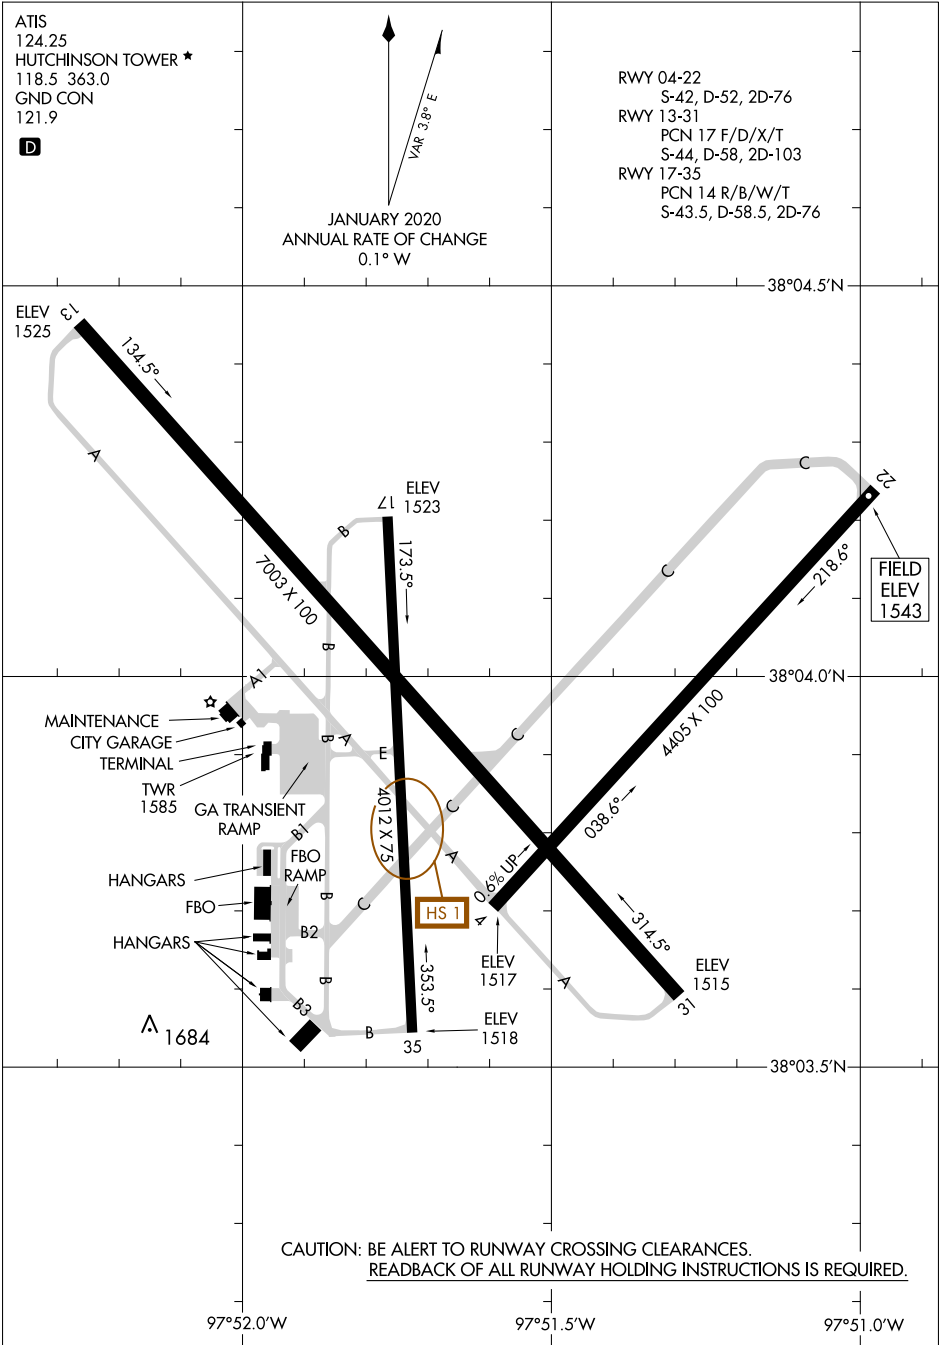 ATIS
124.25
HUTCHINSON TOWER ★
118.5 363.0
GND CON
121.9
D
VAR 3.8° E
JANUARY 2020
ANNUAL RATE OF CHANGE
0.1° W
RWY 04-22
S-42, D-52, 2D-76
RWY 13-31
PCN 17 F/D/X/T
S-44, D-58, 2D-103
RWY 17-35
PCN 14 R/B/W/T
S-43.5, D-58.5, 2D-76
38°04.5'N
ELEV
1525
13
134.5°
A
7003 X 100
ELEV
1523
17
B
173.5°
B
C
22
C
218.6°
FIELD
ELEV
1543
38°04.0'N
A1
MAINTENANCE
CITY GARAGE
TERMINAL
TWR
1585
GA TRANSIENT
RAMP
B
A
E
C
4405 X 100
038.6°
4012 X 75
C
B1
FBO
RAMP
HANGARS
FBO
HANGARS
A
0.6% UP
HS 1
4
B
C
B2
B
314.5°
ELEV
1517
353.5°
A
ELEV
1515
31
B3
B
35
ELEV
1518
1684
38°03.5'N
CAUTION: BE ALERT TO RUNWAY CROSSING CLEARANCES.
READBACK OF ALL RUNWAY HOLDING INSTRUCTIONS IS REQUIRED.
97°52.0'W
97°51.5'W
97°51.0'W